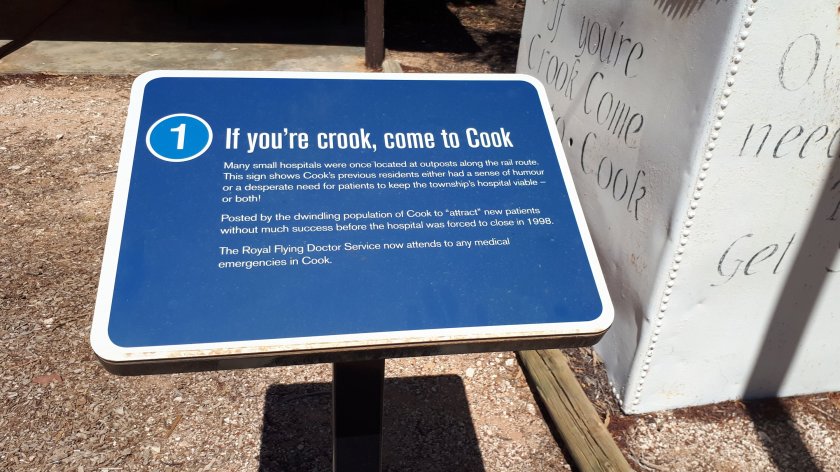 1
If you're crook, come to Cook
Many small hospitals were once located at outposts along the rail route.
This sign shows Cook's previous residents either had a sense of humour
or a desperate need for patients to keep the township's hospital viable –
or both!
Posted by the dwindling population of Cook to "attract" new patients
without much success before the hospital was forced to close in 1998.
The Royal Flying Doctor Service now attends to any medical
emergencies in Cook.
If you're
Crook Come
to Cook
Ou
need
Get